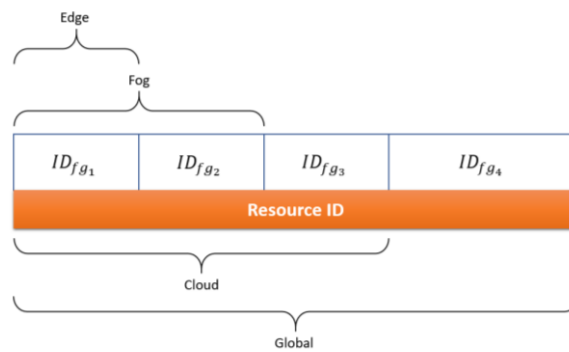 Edge
Fog
ID_{fg_1} ID_{fg_2} ID_{fg_3} ID_{fg_4}
Resource ID
Cloud
Global